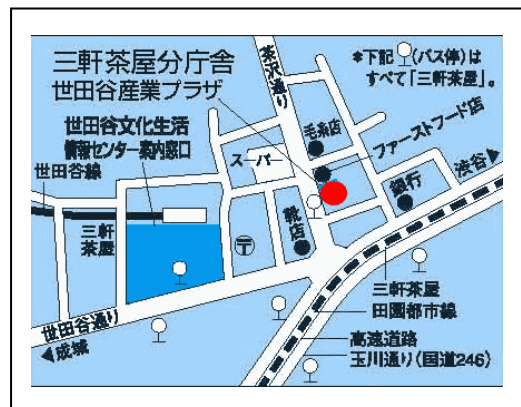 三軒茶屋分庁舎
世田谷産業プラザ
世田谷文化生活
情報センター案内窓口
世田谷線
三軒
茶屋
茶沢通り
*下記 (バス停)は
すべて「三軒茶屋」。
毛糸店
ファーストフード店
スーパー
靴店
銀行
渋谷
〒
世田谷通り
成城
三軒茶屋
田園都市線
高速道路
玉川通り(国道246)